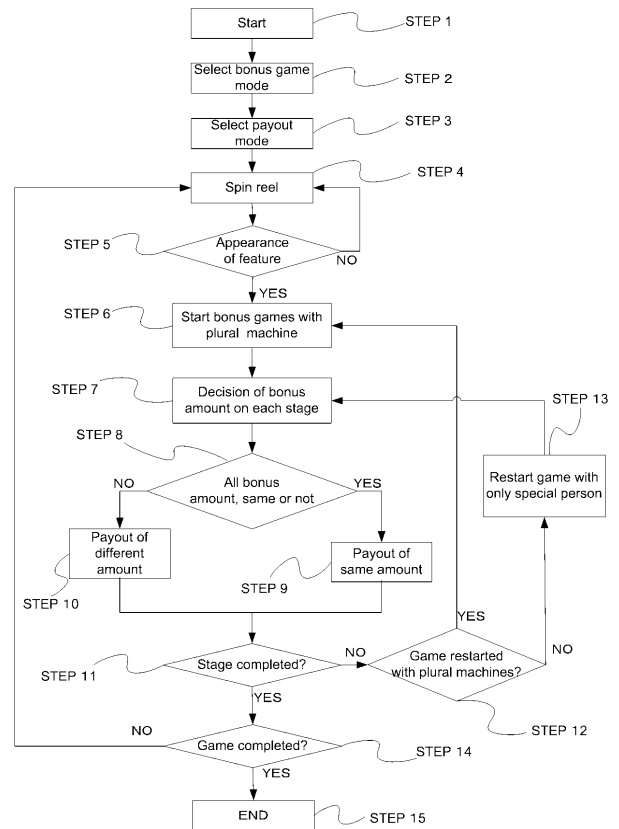 Start
STEP 1
Select bonus game
mode
STEP 2
Select payout
mode
STEP 3
Spin reel
STEP 4
STEP 5
Appearance
of feature
NO
YES
STEP 6
Start bonus games with
plural machine
STEP 7
Decision of bonus
amount on each stage
STEP 13
Restart game with
only special person
STEP 8
All bonus
amount, same or not
NO
YES
Payout of
different
amount
STEP 10
Payout of
same amount
STEP 9
STEP 11
Stage completed?
NO
YES
Game restarted
with plural machines?
YES
NO
STEP 12
NO
Game completed?
STEP 14
YES
END
STEP 15